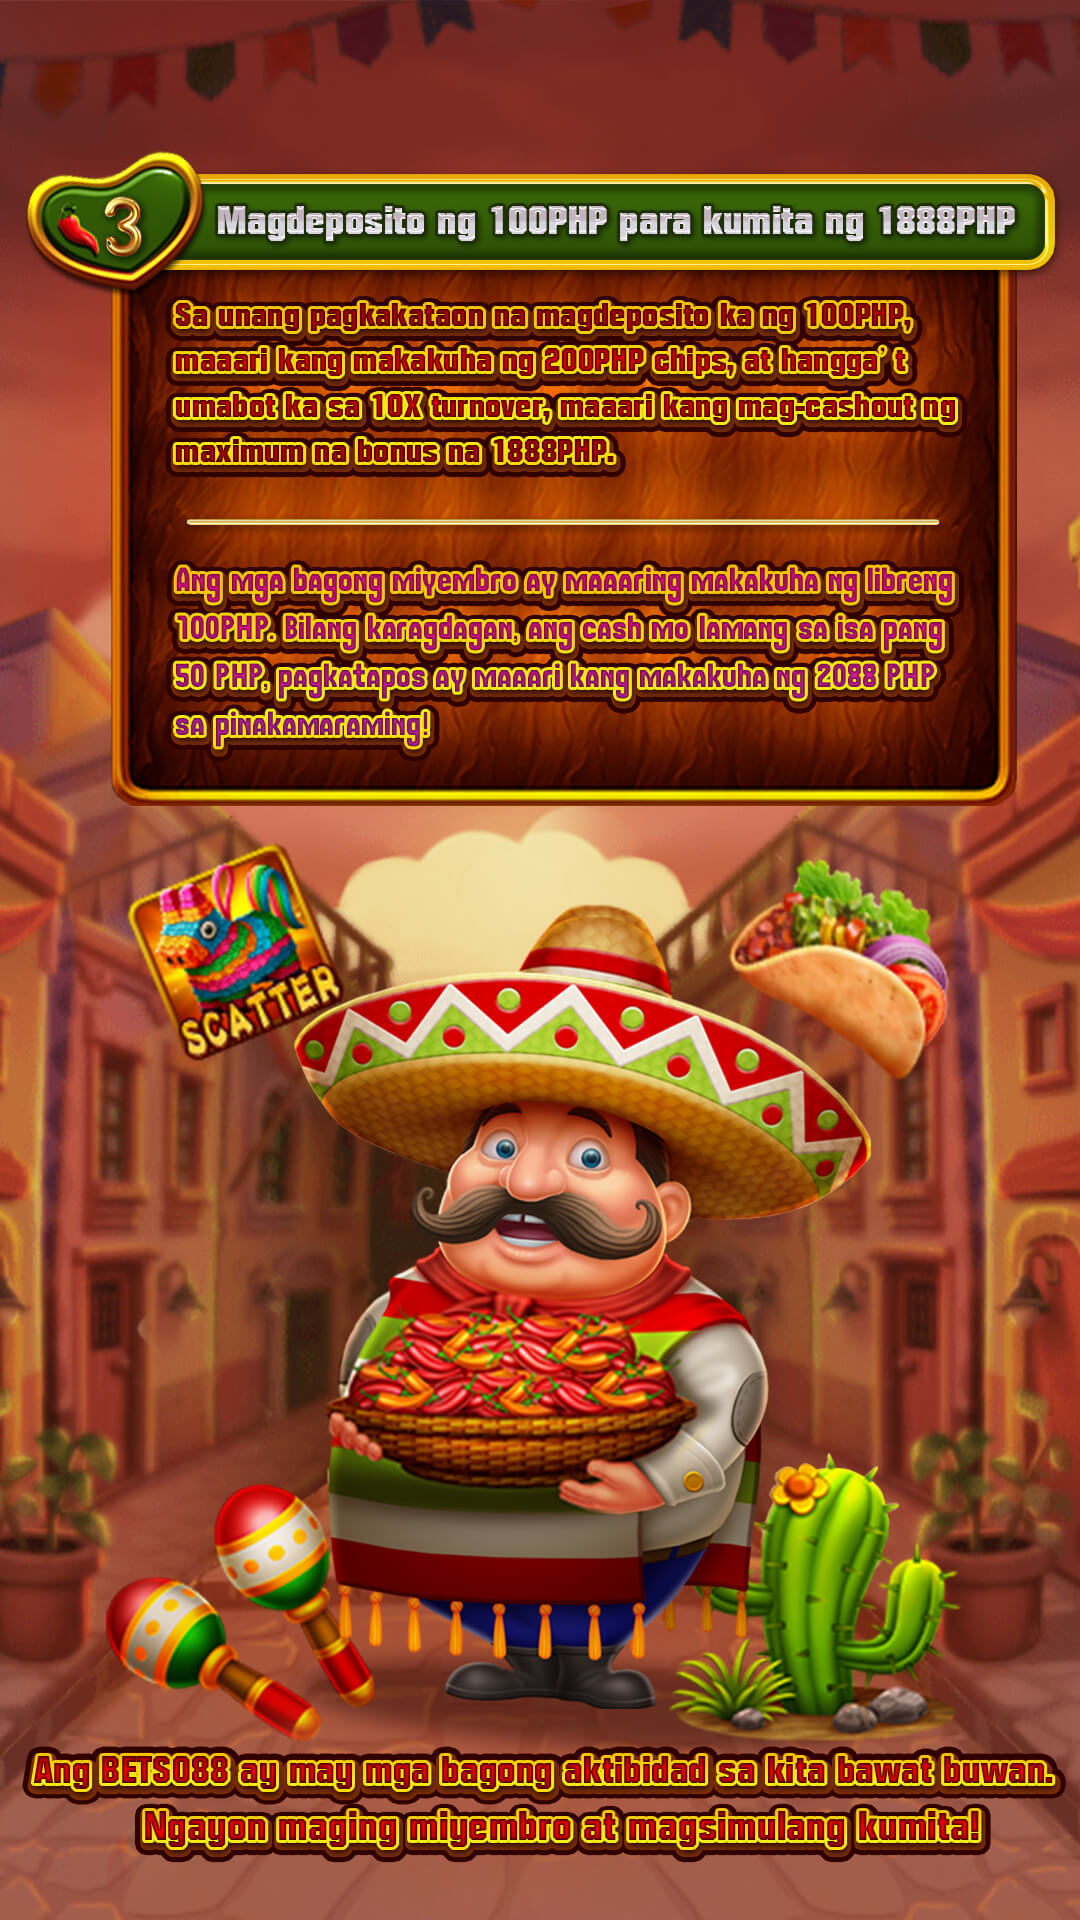 3
Magdeposito ng 100PHP para kumita ng 1888PHP
Sa unang pagkakataon na magdeposito ka ng 100PHP,
maaari kang makakuha ng 200PHP chips, at hangga't
umabot ka sa 10X turnover, maaari kang mag-cashout ng
maximum na bonus na 1888PHP.
Ang mga bagong miyembro ay maaaring makakuha ng libreng
100PHP. Bilang karagdagan, ang cash mo lamang sa isa pang
50 PHP, pagkatapos ay maaari kang makakuha ng 2088 PHP
sa pinakamaraming!
SCATTER
Ang BETSO88 ay may mga bagong aktibidad sa kita bawat buwan.
Ngayon maging miyembro at magsimulang kumita!